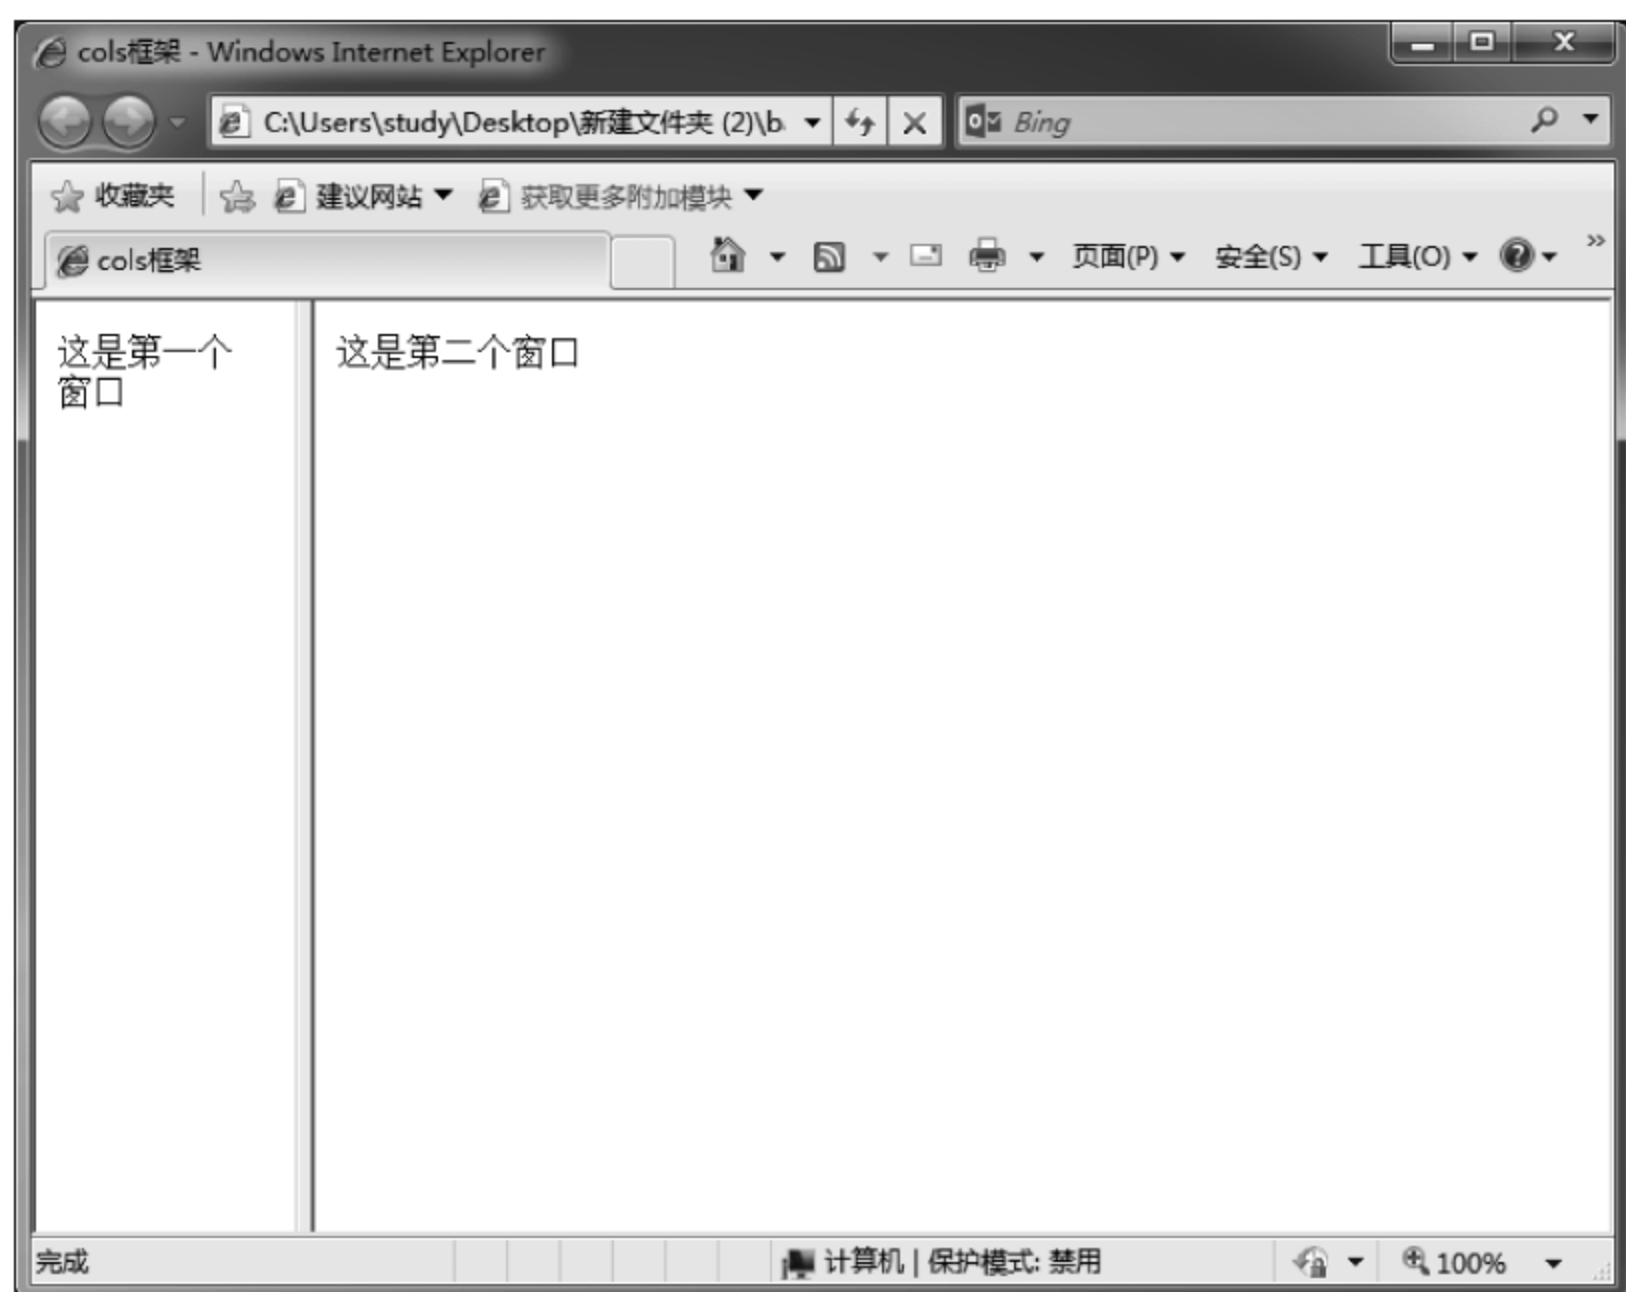 cols框架 - Windows Internet Explorer
C:\Users\study\Desktop\新建文件夹 (2)\b
Bing
收藏夹 建议网站 获取更多附加模块
cols框架 页面(P) 安全(S) 工具(O)
这是第一个
窗口
这是第二个窗口
完成 计算机 | 保护模式: 禁用 100%